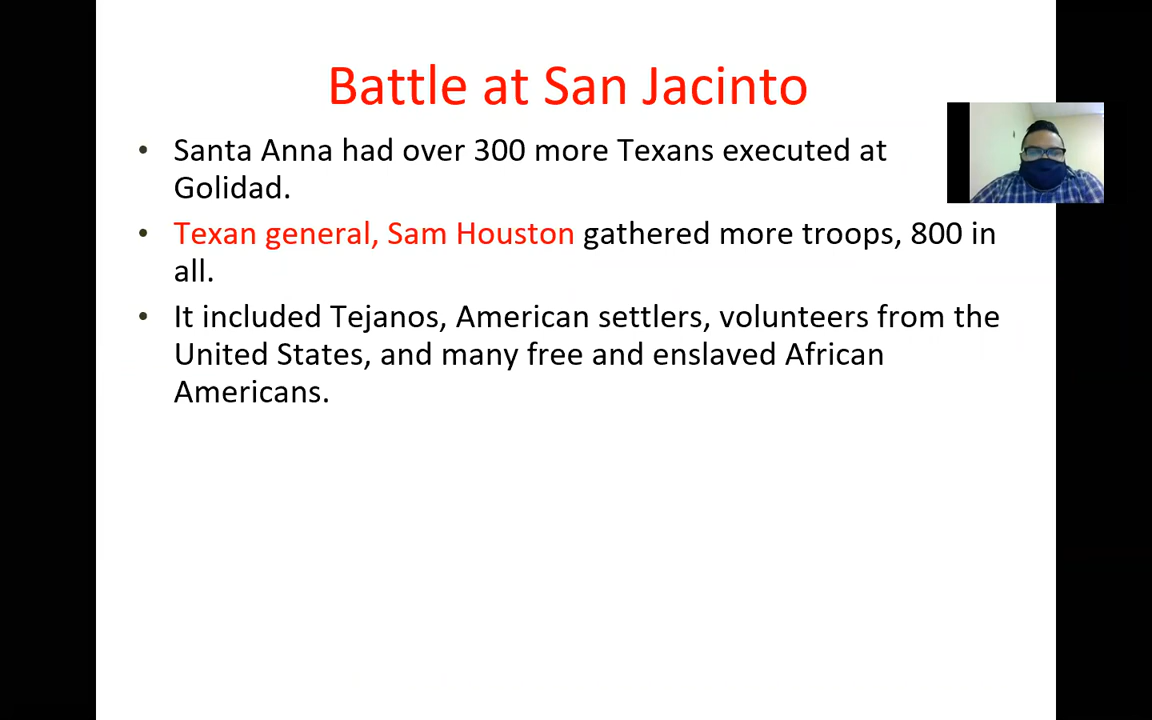 Battle at San Jacinto
• Santa Anna had over 300 more Texans executed at
Golidad.
• Texan general, Sam Houston gathered more troops, 800 in
all.
• It included Tejanos, American settlers, volunteers from the
United States, and many free and enslaved African
Americans.